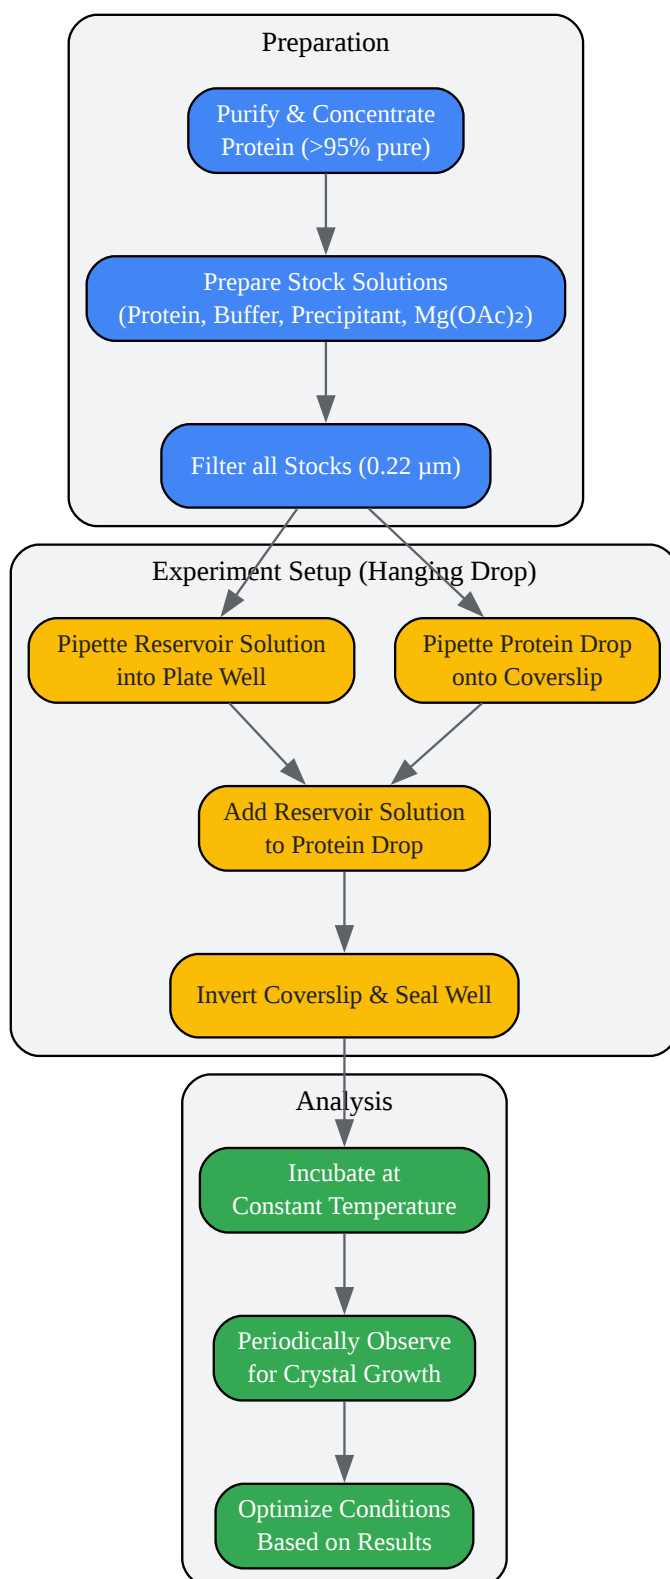 Preparation
Purify & Concentrate
Protein (>95% pure)
Prepare Stock Solutions
(Protein, Buffer, Precipitant, Mg(OAc)₂)
Filter all Stocks (0.22 µm)
Experiment Setup (Hanging Drop)
Pipette Reservoir Solution
into Plate Well
Pipette Protein Drop
onto Coverslip
Add Reservoir Solution
to Protein Drop
Invert Coverslip & Seal Well
Analysis
Incubate at
Constant Temperature
Periodically Observe
for Crystal Growth
Optimize Conditions
Based on Results